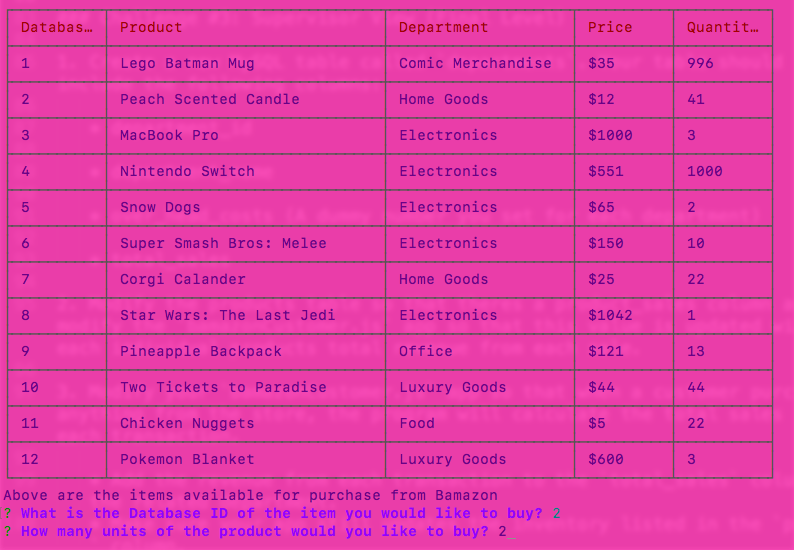 Databas… Product Department Price Quantit…
1 Lego Batman Mug Comic Merchandise $35 996
2 Peach Scented Candle Home Goods $12 41
3 MacBook Pro Electronics $1000 3
4 Nintendo Switch Electronics $551 1000
5 Snow Dogs Electronics $65 2
6 Super Smash Bros: Melee Electronics $150 10
7 Corgi Calander Home Goods $25 22
8 Star Wars: The Last Jedi Electronics $1042 1
9 Pineapple Backpack Office $121 13
10 Two Tickets to Paradise Luxury Goods $44 44
11 Chicken Nuggets Food $5 22
12 Pokemon Blanket Luxury Goods $600 3
Above are the items available for purchase from Bamazon
? What is the Database ID of the item you would like to buy? 2
? How many units of the product would you like to buy? 2